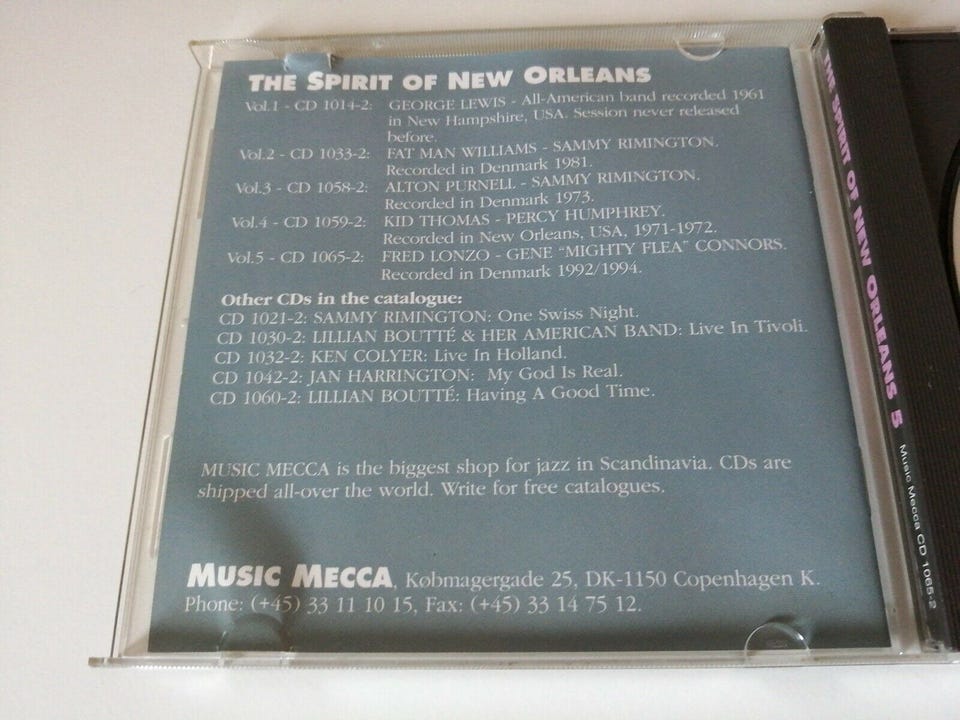 THE SPIRIT OF NEW ORLEANS
Vol.1 - CD 1014-2: GEORGE LEWIS - All-American band recorded 1961
in New Hampshire, USA. Session never released
before.
Vol.2 - CD 1033-2: FAT MAN WILLIAMS - SAMMY RIMINGTON.
Recorded in Denmark 1981.
Vol.3 - CD 1058-2: ALTON PURNELL - SAMMY RIMINGTON.
Recorded in Denmark 1973.
Vol.4 - CD 1059-2: KID THOMAS - PERCY HUMPHREY.
Recorded in New Orleans, USA, 1971-1972.
Vol.5 - CD 1065-2: FRED LONZO - GENE "MIGHTY FLEA" CONNORS.
Recorded in Denmark 1992/1994.
Other CDs in the catalogue:
CD 1021-2: SAMMY RIMINGTON: One Swiss Night.
CD 1030-2: LILLIAN BOUTTÉ & HER AMERICAN BAND: Live In Tivoli.
CD 1032-2: KEN COLYER: Live In Holland.
CD 1042-2: JAN HARRINGTON: My God Is Real.
CD 1060-2: LILLIAN BOUTTÉ: Having A Good Time.
MUSIC MECCA is the biggest shop for jazz in Scandinavia. CDs are
shipped all-over the world. Write for free catalogues.
MUSIC MECCA, Købmagergade 25, DK-1150 Copenhagen K.
Phone: (+45) 33 11 10 15, Fax: (+45) 33 14 75 12.
THE SPIRIT OF NEW ORLEANS 5
Music Mecca CD 1065-2